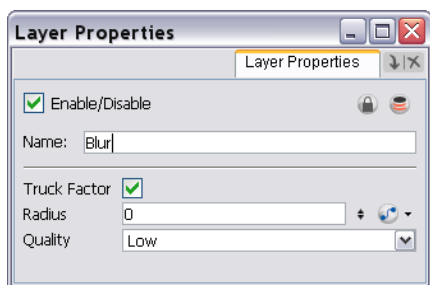 Layer Properties
Layer Properties
Enable/Disable
Name: Blur
Truck Factor
Radius 0
Quality Low